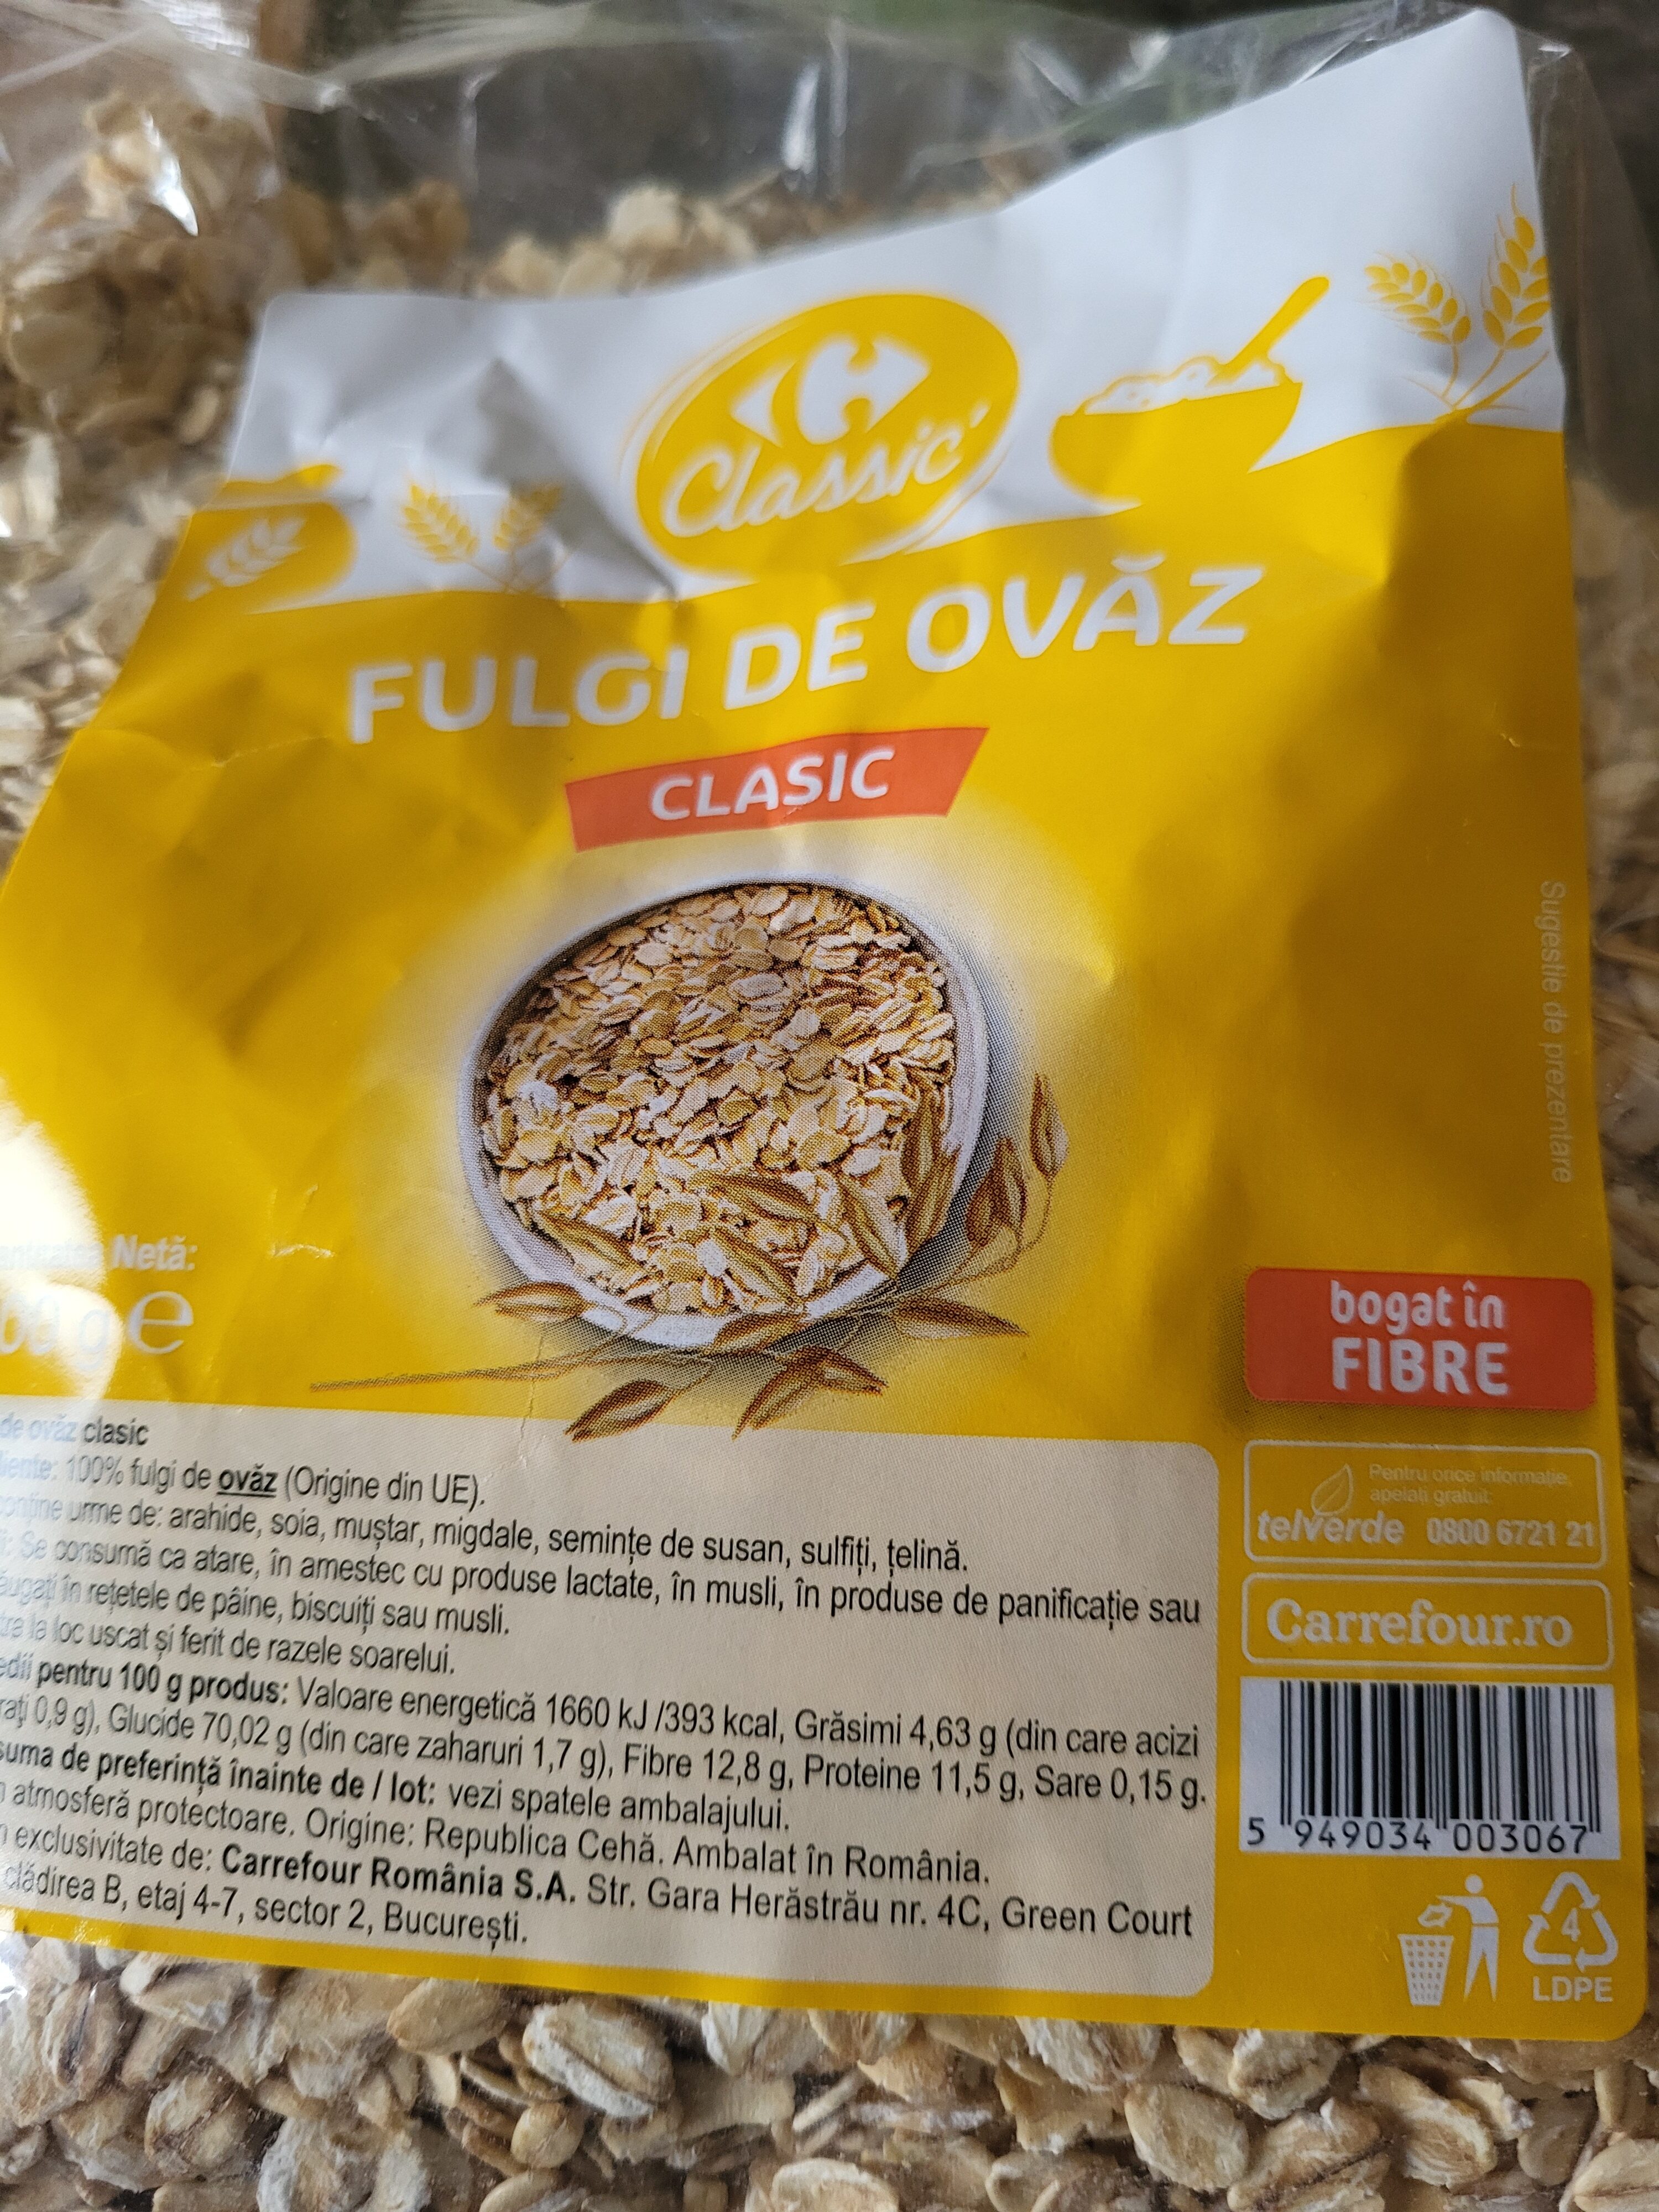 Classic
FULGI DE OVĂZ
CLASIC
Sugestie de prezentare
Netă:
g e
bogat în
FIBRE
de ovăz clasic
100% fulgi de ovăz (Origine din UE).
urme de: arahide, soia, muștar, migdale, semințe de susan, sulfiți, țelină.
Se consumă ca atare, în amestec cu produse lactate, în musli, în produse de panificație sau
în rețetele de pâine, biscuiți sau musli.
la loc uscat și ferit de razele soarelui.
pentru 100 g produs: Valoare energetică 1660 kJ /393 kcal, Grăsimi 4,63 g (din care acizi
0,9 g), Glucide 70,02 g (din care zaharuri 1,7 g), Fibre 12,8 g, Proteine 11,5 g, Sare 0,15 g.
de preferință înainte de / lot: vezi spatele ambalajului.
atmosferă protectoare. Origine: Republica Cehă. Ambalat în România.
exclusivitate de: Carrefour România S.A. Str. Gara Herăstrău nr. 4C, Green Court
clădirea B, etaj 4-7, sector 2, București.
Pentru orice informație,
apelați gratuit:
telverde 0800 6721 21
Carrefour.ro
5 949034 003067
4
LDPE